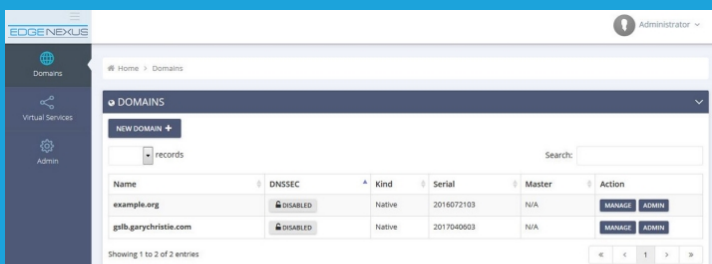 EDGENEXUS
Administrator
Domains
Virtual Services
Admin
Home > Domains
DOMAINS
NEW DOMAIN +
records
Search:
Name DNSSEC Kind Serial Master Action
example.org DISABLED Native 2016072103 N/A MANAGE ADMIN
gslb.garychristie.com DISABLED Native 2017040603 N/A MANAGE ADMIN
Showing 1 to 2 of 2 entries
« < 1 > »